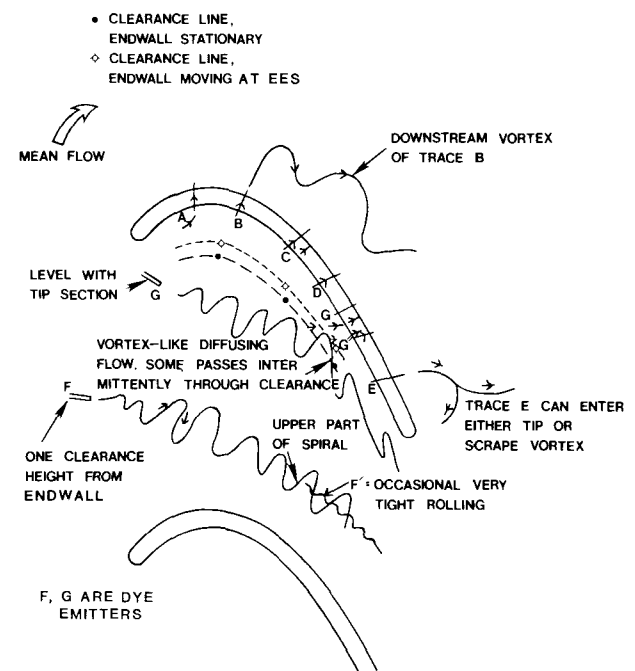 • CLEARANCE LINE,
ENDWALL STATIONARY
◇ CLEARANCE LINE,
ENDWALL MOVING AT EES
MEAN FLOW
DOWNSTREAM VORTEX
OF TRACE B
A
B
C
LEVEL WITH
TIP SECTION
G
D
G
VORTEX-LIKE DIFFUSING
FLOW. SOME PASSES INTER
MITTENTLY THROUGH CLEARANCE
G
E
F
TRACE E CAN ENTER
EITHER TIP OR
SCRAPE VORTEX
UPPER PART
OF SPIRAL
ONE CLEARANCE
HEIGHT FROM
ENDWALL
F'=OCCASIONAL VERY
TIGHT ROLLING
F, G ARE DYE
EMITTERS